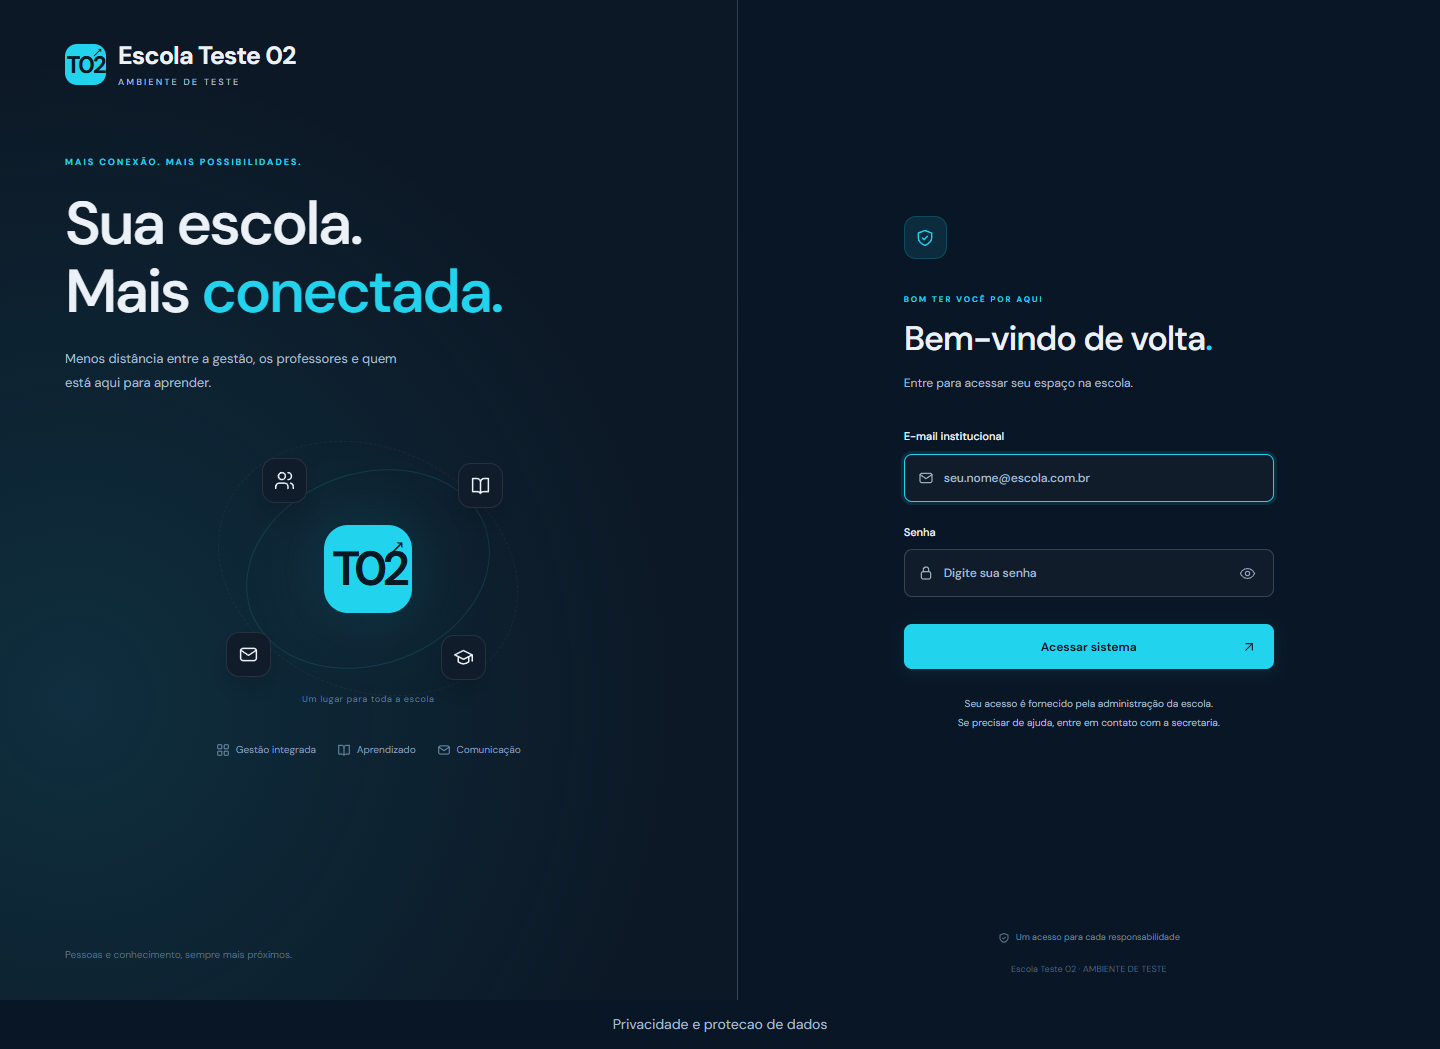 TO2
Escola Teste 02
AMBIENTE DE TESTE
MAIS CONEXÃO. MAIS POSSIBILIDADES.
Sua escola.
Mais conectada.
Menos distância entre a gestão, os professores e quem
está aqui para aprender.
TO2
Um lugar para toda a escola
Gestão integrada
Aprendizado
Comunicação
Pessoas e conhecimento, sempre mais próximos.
BOM TER VOCÊ POR AQUI
Bem-vindo de volta.
Entre para acessar seu espaço na escola.
E-mail institucional
seu.nome@escola.com.br
Senha
Digite sua senha
Acessar sistema
Seu acesso é fornecido pela administração da escola.
Se precisar de ajuda, entre em contato com a secretaria.
Um acesso para cada responsabilidade
Escola Teste 02 · AMBIENTE DE TESTE
Privacidade e protecao de dados